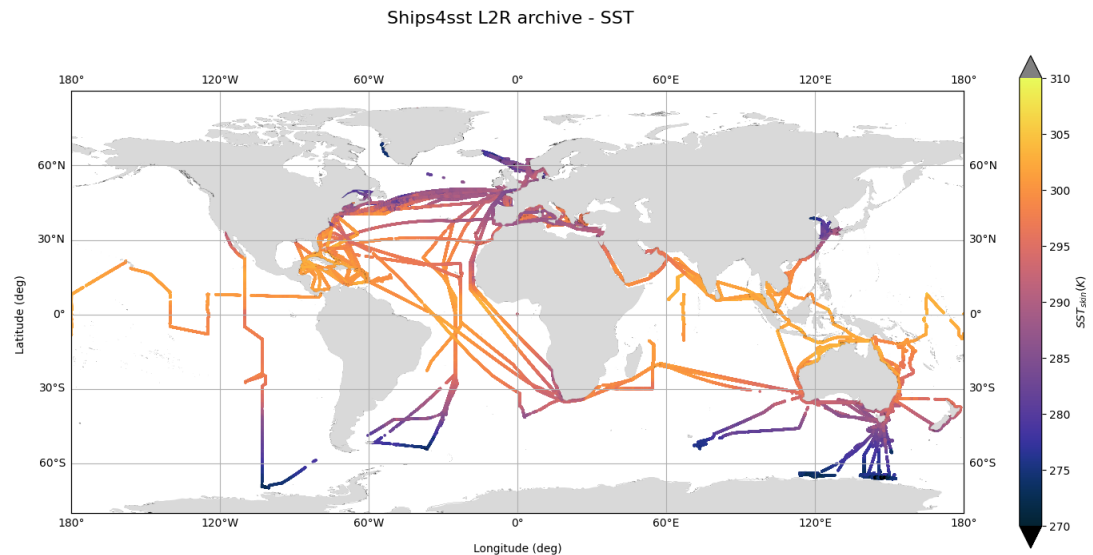 Ships4sst L2R archive - SST
180° 120°W 60°W 0° 60°E 120°E 180°
60°N 60°N
30°N 30°N
0° 0°
30°S 30°S
60°S 60°S
180° 120°W 60°W 0° 60°E 120°E 180°
Longitude (deg)
Latitude (deg)
310
305
300
295
290
285
280
275
270
SST_skin (K)